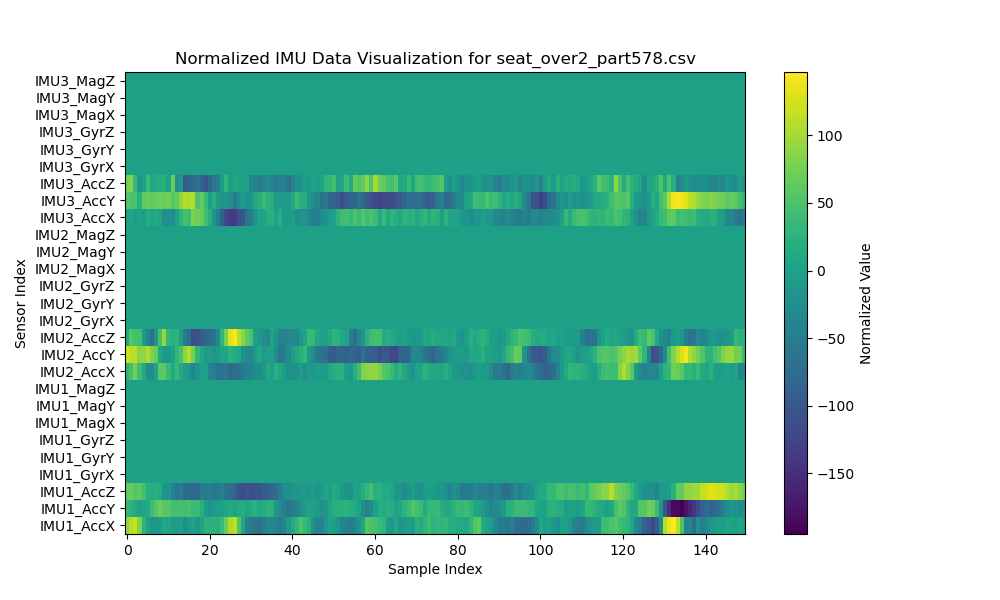 Normalized IMU Data Visualization for seat_over2_part578.csv
Sensor Index
IMU3_MagZ
IMU3_MagY
IMU3_MagX
IMU3_GyrZ
IMU3_GyrY
IMU3_GyrX
IMU3_AccZ
IMU3_AccY
IMU3_AccX
IMU2_MagZ
IMU2_MagY
IMU2_MagX
IMU2_GyrZ
IMU2_GyrY
IMU2_GyrX
IMU2_AccZ
IMU2_AccY
IMU2_AccX
IMU1_MagZ
IMU1_MagY
IMU1_MagX
IMU1_GyrZ
IMU1_GyrY
IMU1_GyrX
IMU1_AccZ
IMU1_AccY
IMU1_AccX
0 20 40 60 80 100 120 140
Sample Index
100
50
0
−50
−100
−150
Normalized Value